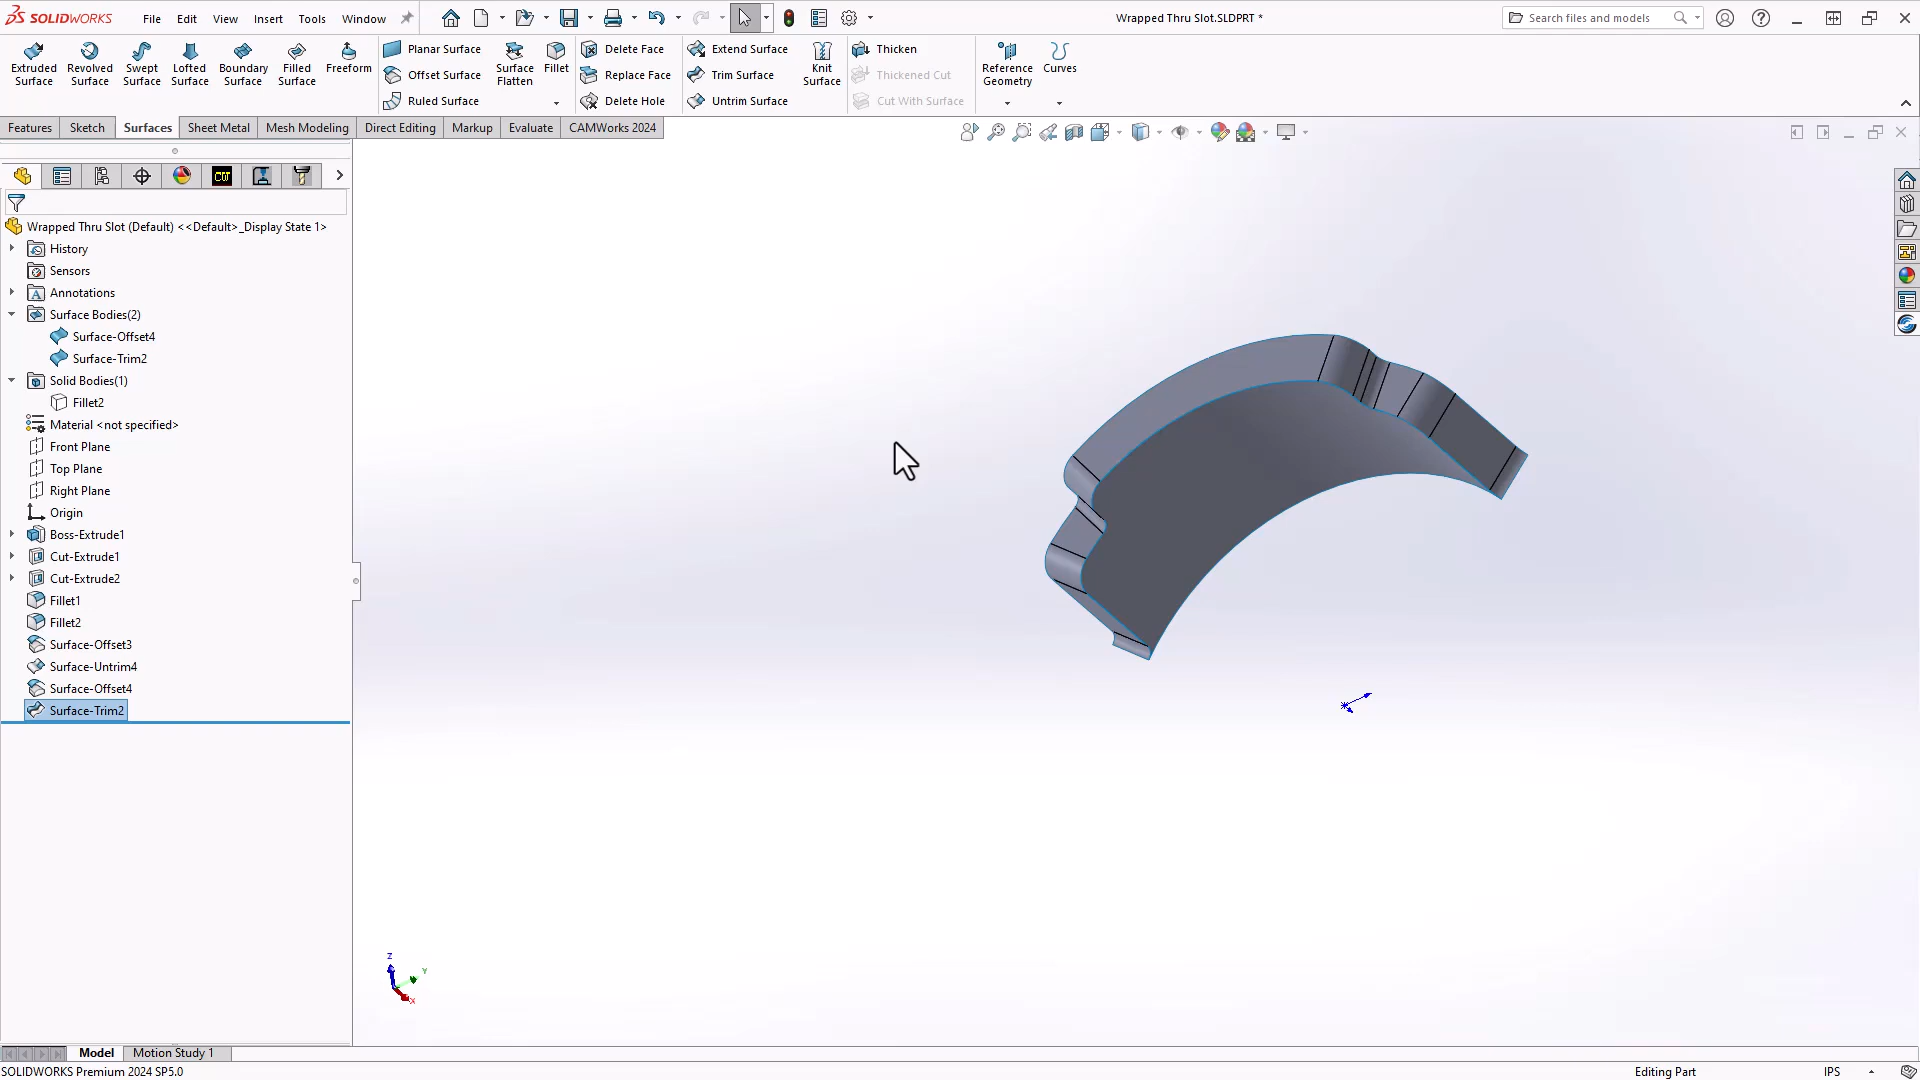 SOLIDWORKS File Edit View Insert Tools Window Wrapped Thru Slot.SLDPRT * Search files and models
Extruded Surface
Revolved Surface
Swept Surface
Lofted Surface
Boundary Surface
Filled Surface
Freeform
Planar Surface
Offset Surface
Ruled Surface
Surface Flatten
Fillet
Delete Face
Replace Face
Delete Hole
Extend Surface
Trim Surface
Untrim Surface
Knit Surface
Thicken
Thickened Cut
Cut With Surface
Reference Geometry
Curves
Features Sketch Surfaces Sheet Metal Mesh Modeling Direct Editing Markup Evaluate CAMWorks 2024
CW
Wrapped Thru Slot (Default) <<Default>_Display State 1>
History
Sensors
Annotations
Surface Bodies(2)
Surface-Offset4
Surface-Trim2
Solid Bodies(1)
Fillet2
Material <not specified>
Front Plane
Top Plane
Right Plane
Origin
Boss-Extrude1
Cut-Extrude1
Cut-Extrude2
Fillet1
Fillet2
Surface-Offset3
Surface-Untrim4
Surface-Offset4
Surface-Trim2
Z
Y
X
Model Motion Study 1
SOLIDWORKS Premium 2024 SP5.0 Editing Part IPS